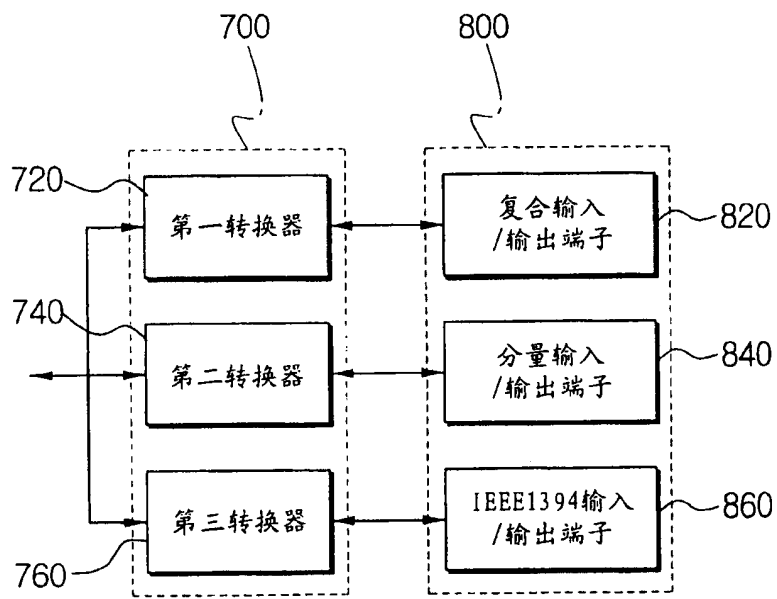 700
800
720
第一转换器
复合输入
/输出端子
820
740
第二转换器
分量输入
/输出端子
840
第三转换器
IEEE1394输入
/输出端子
860
760